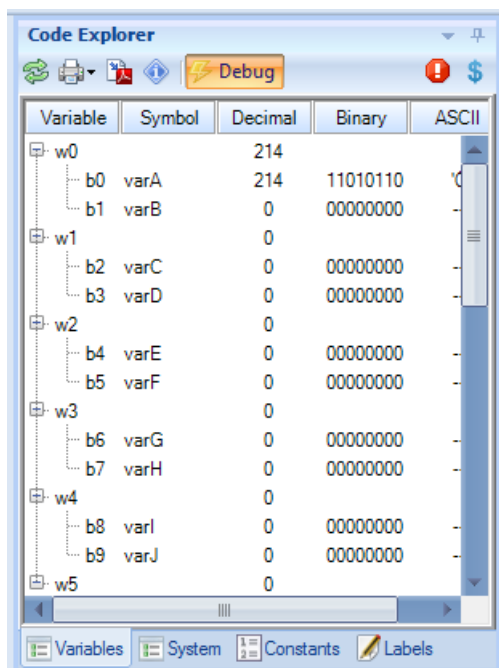 Code Explorer
Debug
Variable Symbol Decimal Binary ASCII
w0 214
b0 varA 214 11010110
b1 varB 0 00000000 --
w1 0
b2 varC 0 00000000 --
b3 varD 0 00000000 --
w2 0
b4 varE 0 00000000 --
b5 varF 0 00000000 --
w3 0
b6 varG 0 00000000 --
b7 varH 0 00000000 --
w4 0
b8 varI 0 00000000 --
b9 varJ 0 00000000 --
w5 0
Variables System Constants Labels